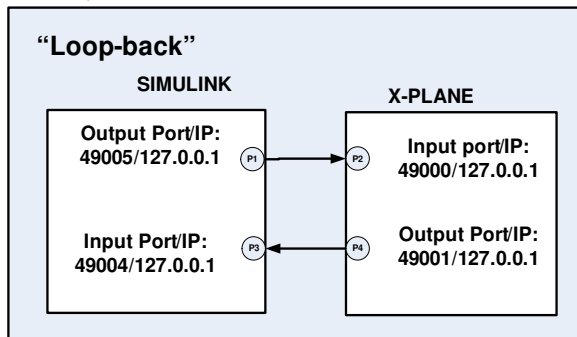 “Loop-back”
SIMULINK
X-PLANE
Output Port/IP:
49005/127.0.0.1
P1
P2
Input port/IP:
49000/127.0.0.1
Input Port/IP:
49004/127.0.0.1
P3
P4
Output Port/IP:
49001/127.0.0.1